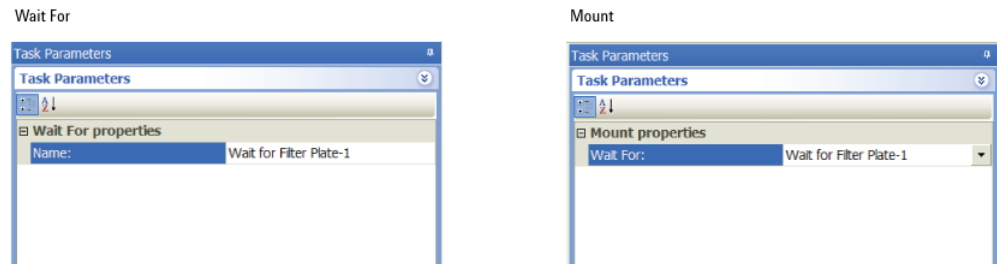 Wait For
Task Parameters
Task Parameters
Wait For properties
Name: Wait for Filter Plate-1
Mount
Task Parameters
Task Parameters
Mount properties
Wait For: Wait for Filter Plate-1